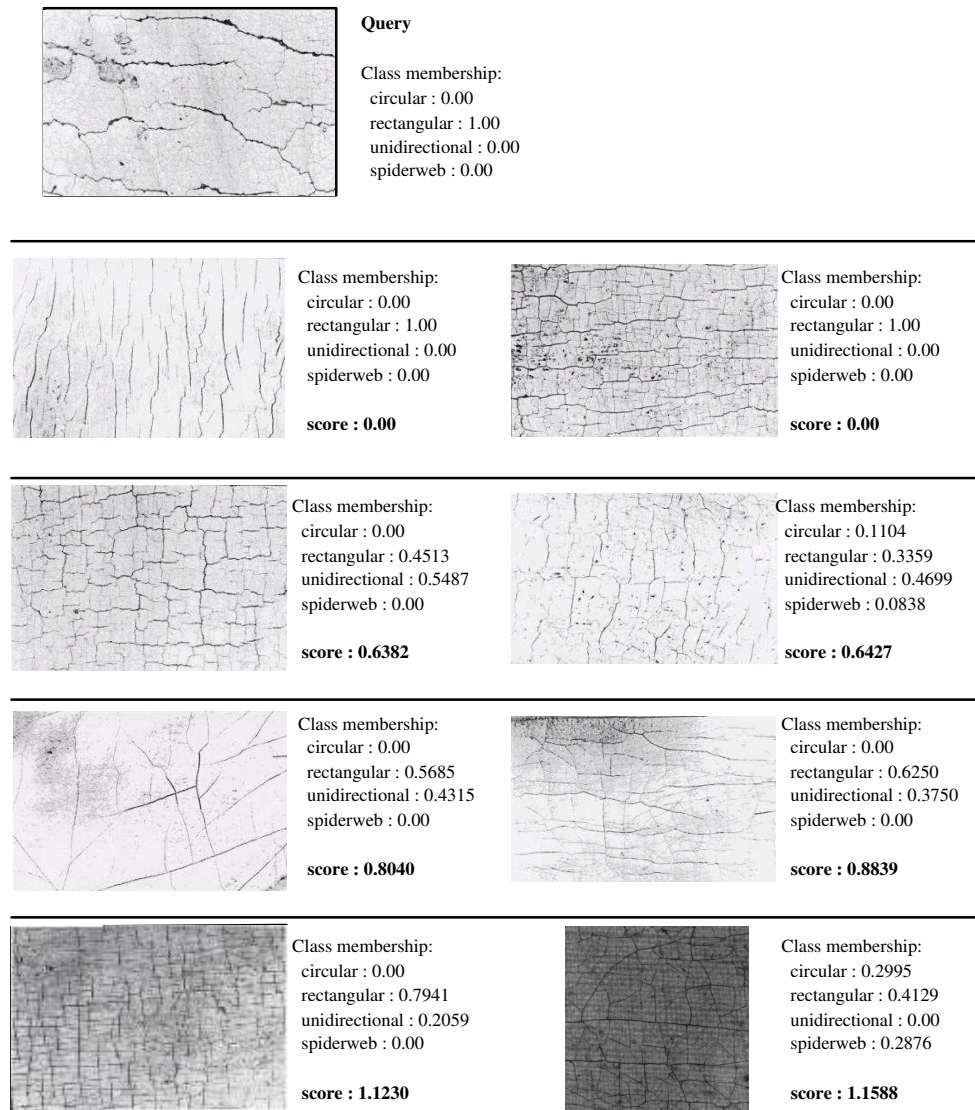 Query
Class membership:
circular : 0.00
rectangular : 1.00
unidirectional : 0.00
spiderweb : 0.00
Class membership:
circular : 0.00
rectangular : 1.00
unidirectional : 0.00
spiderweb : 0.00
score : 0.00
Class membership:
circular : 0.00
rectangular : 1.00
unidirectional : 0.00
spiderweb : 0.00
score : 0.00
Class membership:
circular : 0.00
rectangular : 0.4513
unidirectional : 0.5487
spiderweb : 0.00
score : 0.6382
Class membership:
circular : 0.1104
rectangular : 0.3359
unidirectional : 0.4699
spiderweb : 0.0838
score : 0.6427
Class membership:
circular : 0.00
rectangular : 0.5685
unidirectional : 0.4315
spiderweb : 0.00
score : 0.8040
Class membership:
circular : 0.00
rectangular : 0.6250
unidirectional : 0.3750
spiderweb : 0.00
score : 0.8839
Class membership:
circular : 0.00
rectangular : 0.7941
unidirectional : 0.2059
spiderweb : 0.00
score : 1.1230
Class membership:
circular : 0.2995
rectangular : 0.4129
unidirectional : 0.00
spiderweb : 0.2876
score : 1.1588